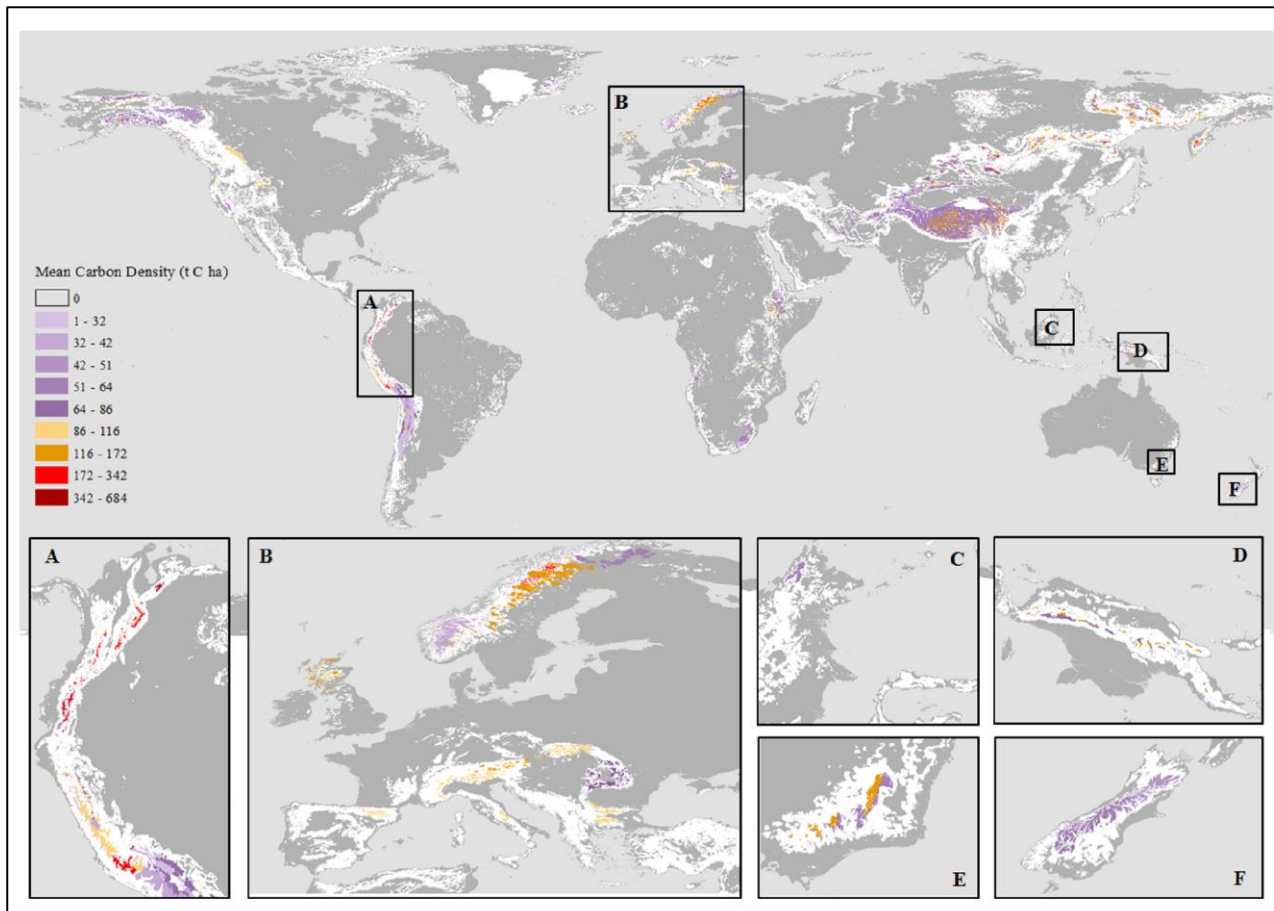 B
A
C
D
E
F
Mean Carbon Density (t C ha)
0
1 - 32
32 - 42
42 - 51
51 - 64
64 - 86
86 - 116
116 - 172
172 - 342
342 - 684
A
B
C
D
E
F